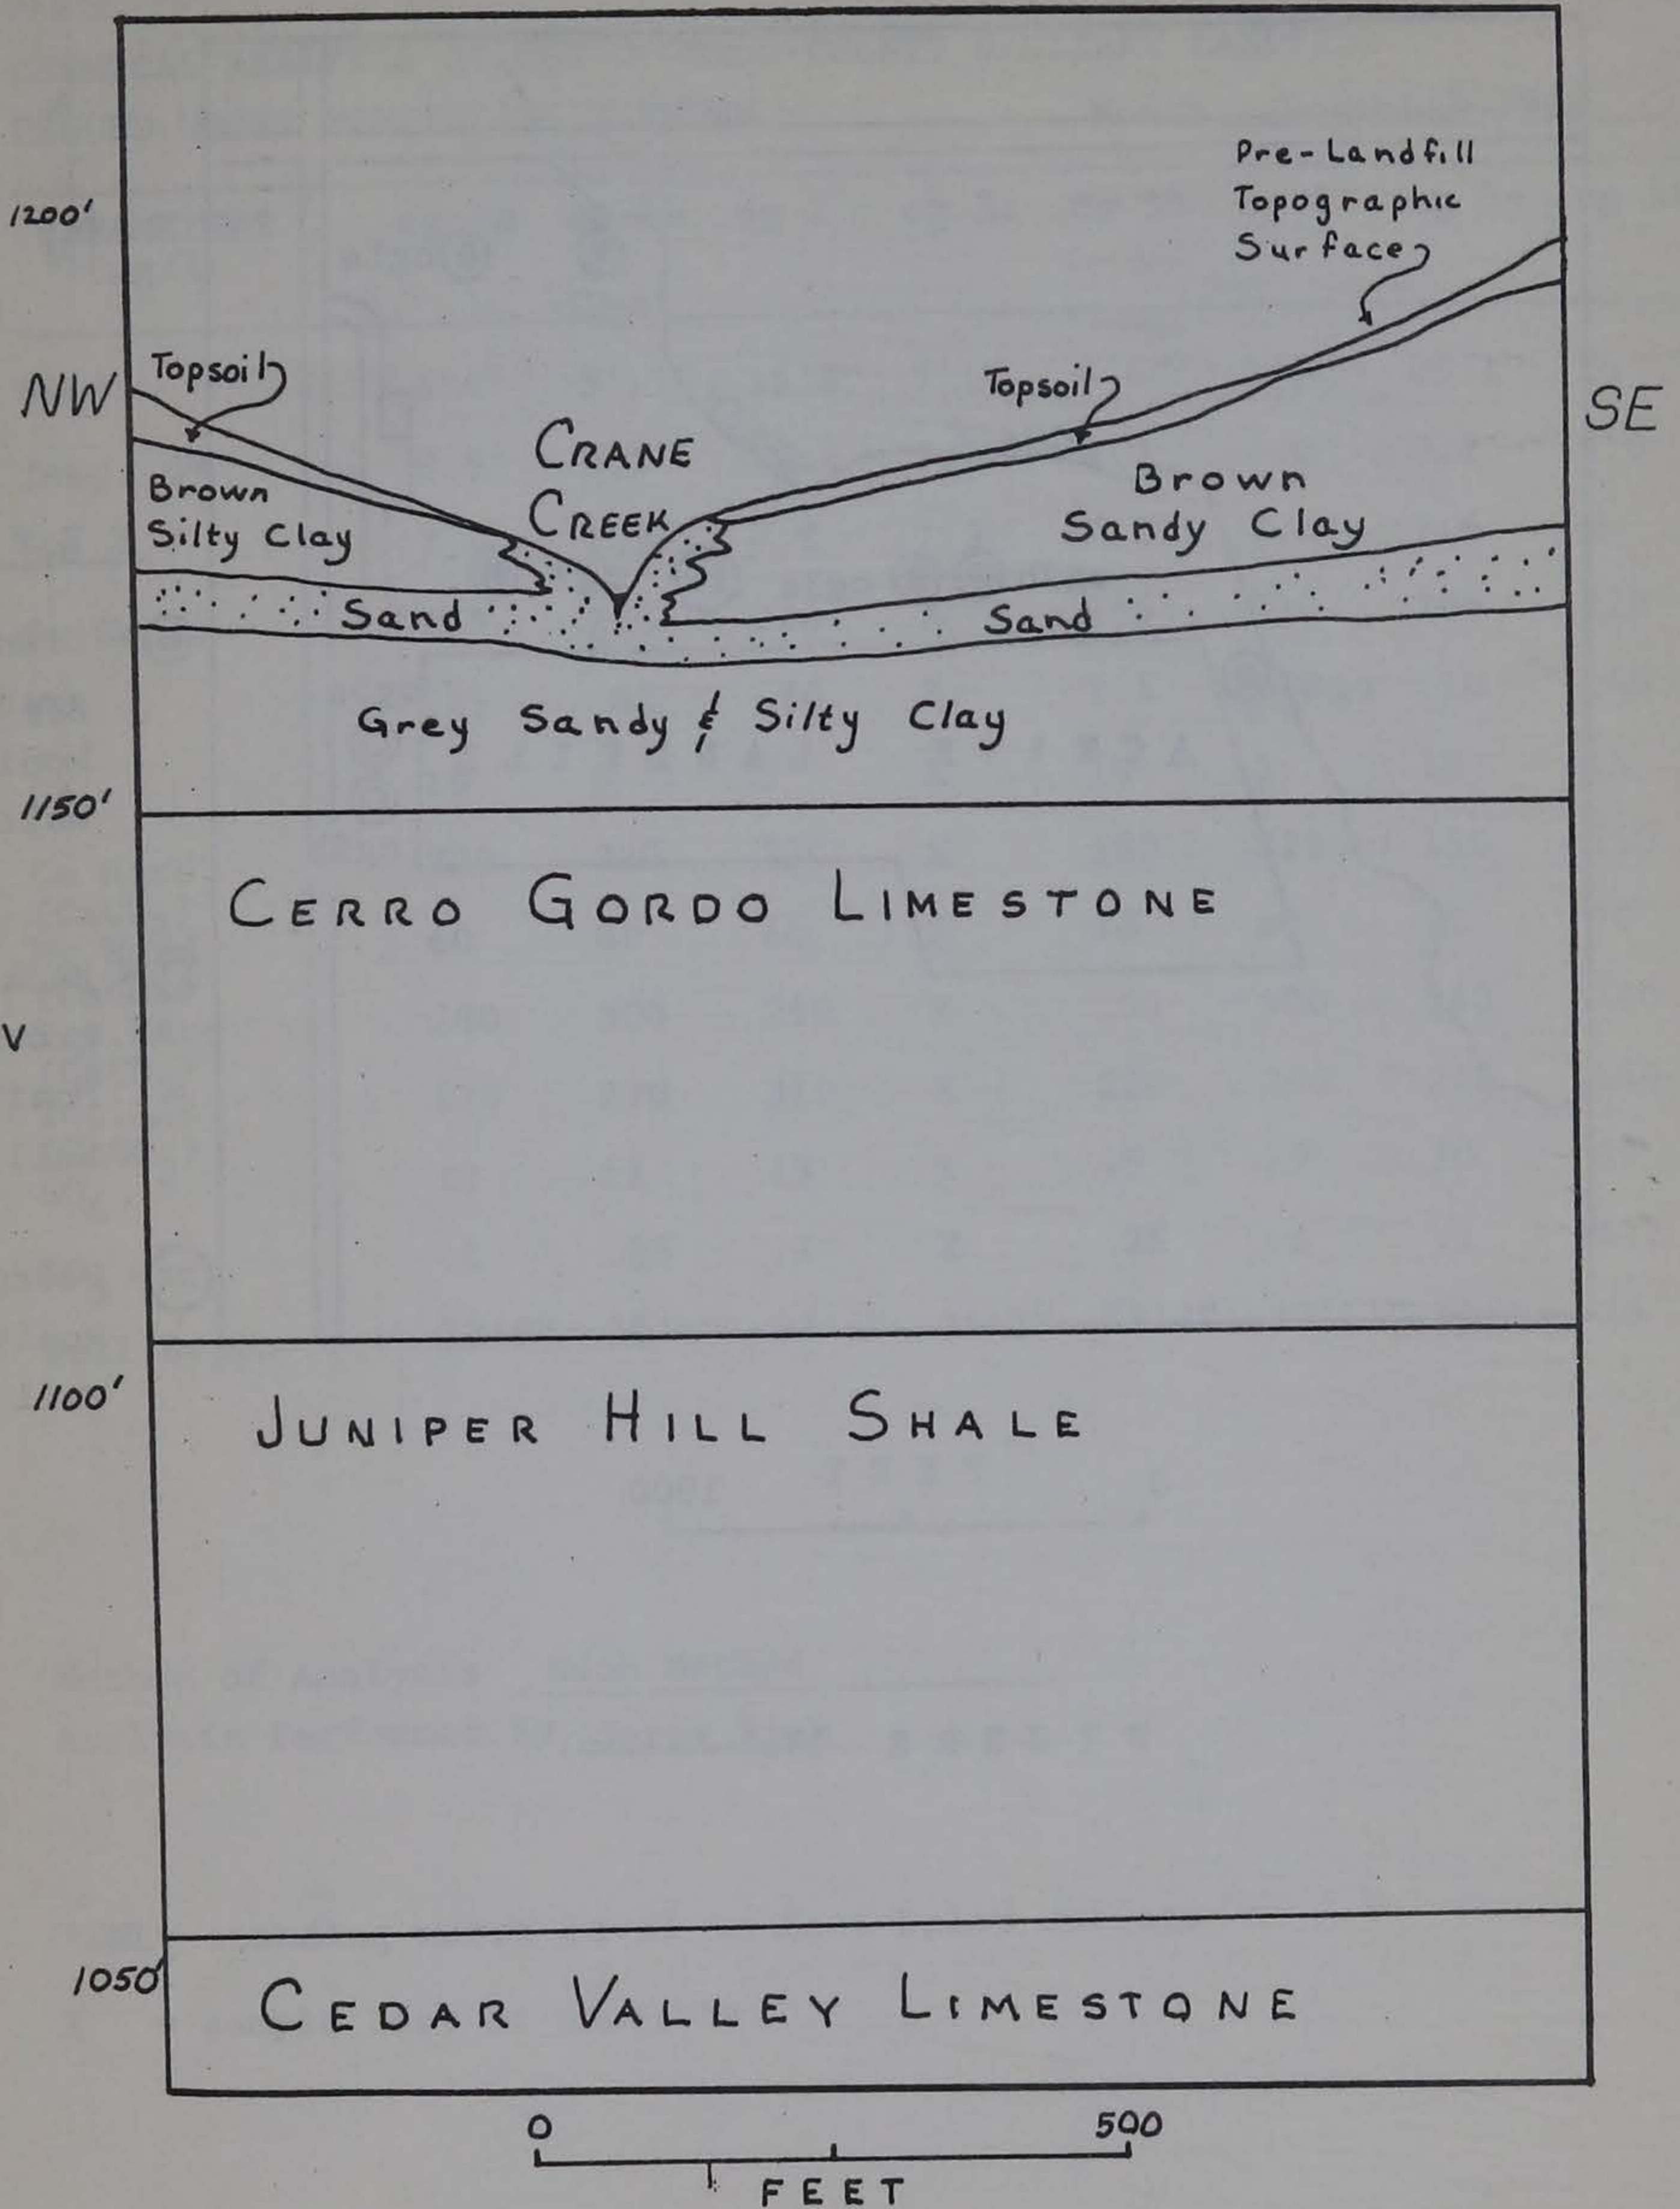 Pre-Landfill
Topographic
Surface
1200'
NW
Topsoil
Topsoil
SE
CRANE
CREEK
Brown
Silty Clay
Brown
Sandy Clay
Sand
Sand
Grey Sandy & Silty Clay
1150'
CERRO GORDO LIMESTONE
V
1100'
JUNIPER HILL SHALE
1050'
CEDAR VALLEY LIMESTONE
0 500
FEET